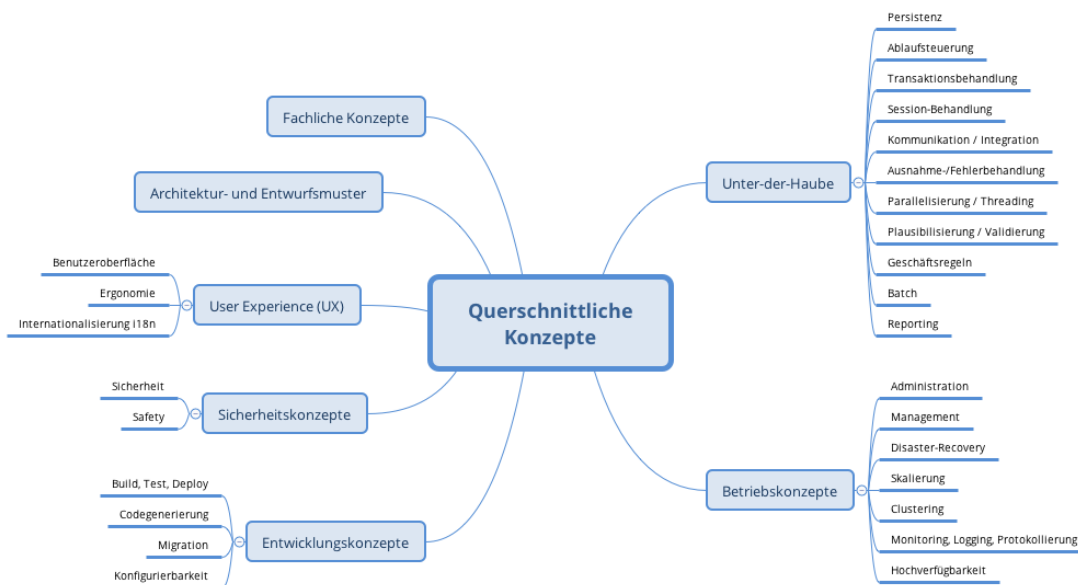 Querschnittliche
Konzepte
Fachliche Konzepte
Architektur- und Entwurfsmuster
User Experience (UX)
Benutzeroberfläche
Ergonomie
Internationalisierung i18n
Sicherheitskonzepte
Sicherheit
Safety
Entwicklungskonzepte
Build, Test, Deploy
Codegenerierung
Migration
Konfigurierbarkeit
Unter-der-Haube
Persistenz
Ablaufsteuerung
Transaktionsbehandlung
Session-Behandlung
Kommunikation / Integration
Ausnahme-/Fehlerbehandlung
Parallelisierung / Threading
Plausibilisierung / Validierung
Geschäftsregeln
Batch
Reporting
Betriebskonzepte
Administration
Management
Disaster-Recovery
Skalierung
Clustering
Monitoring, Logging, Protokollierung
Hochverfügbarkeit